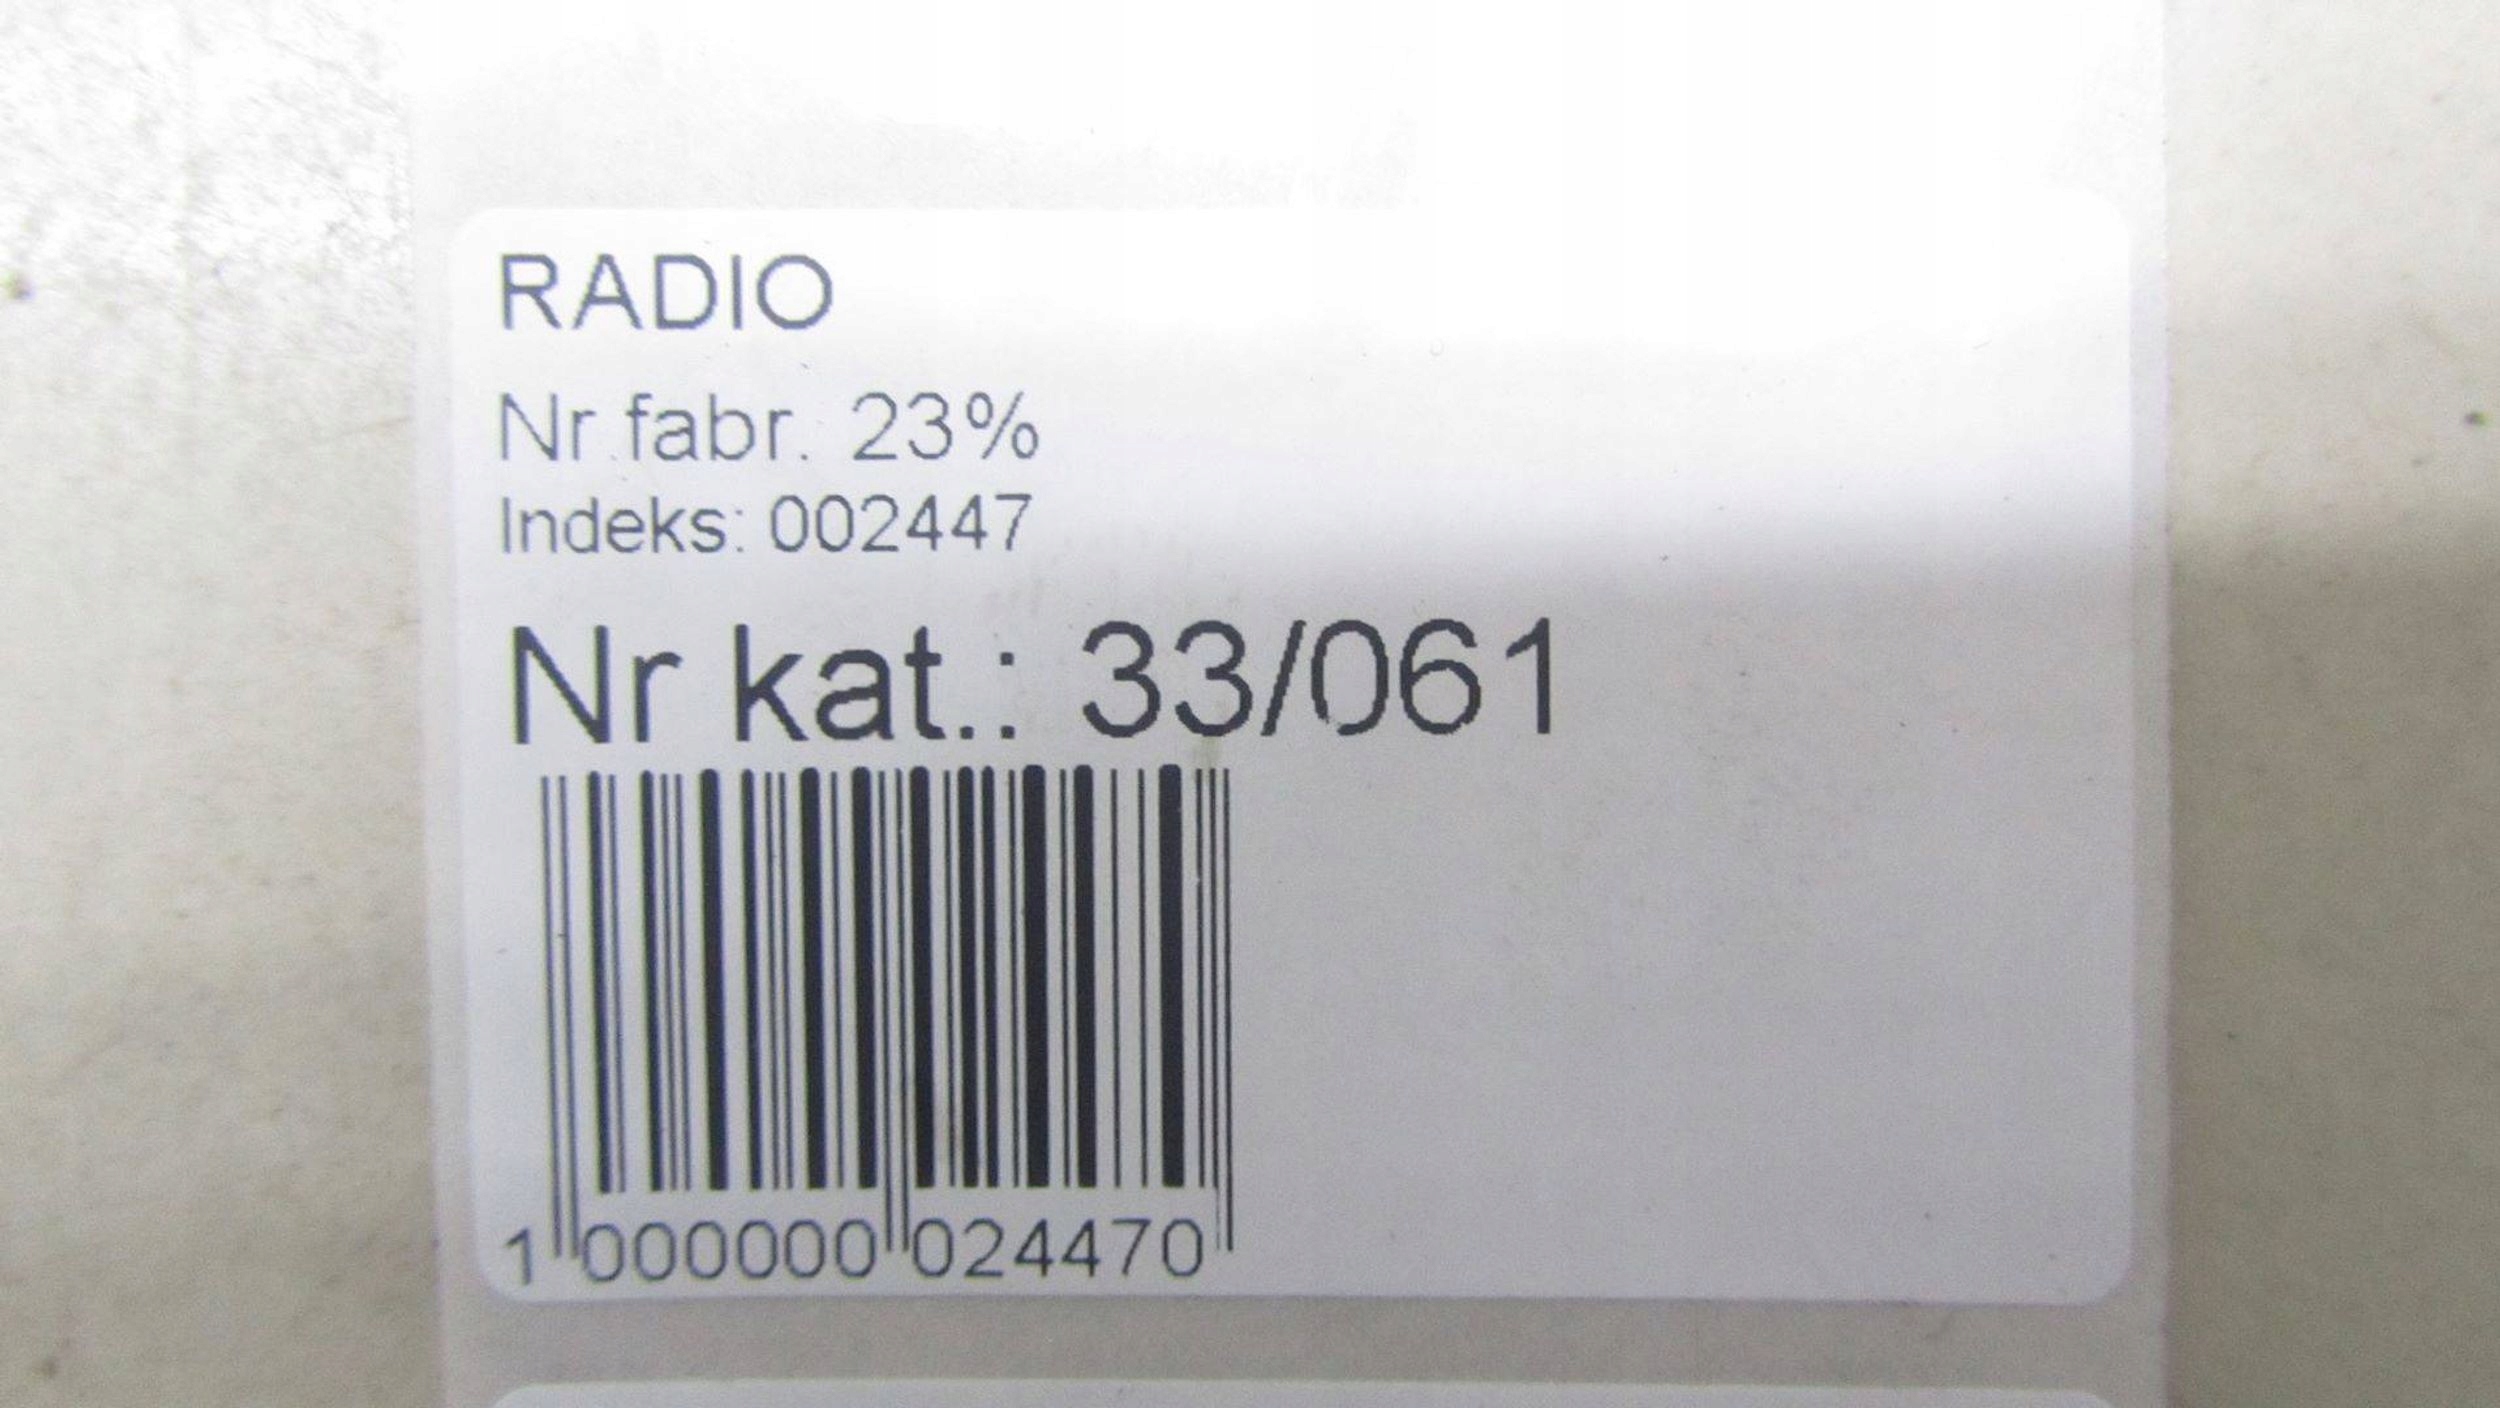 RADIO
Nr fabr. 23%
Indeks: 002447
Nr kat.: 33/061
1 000000 024470